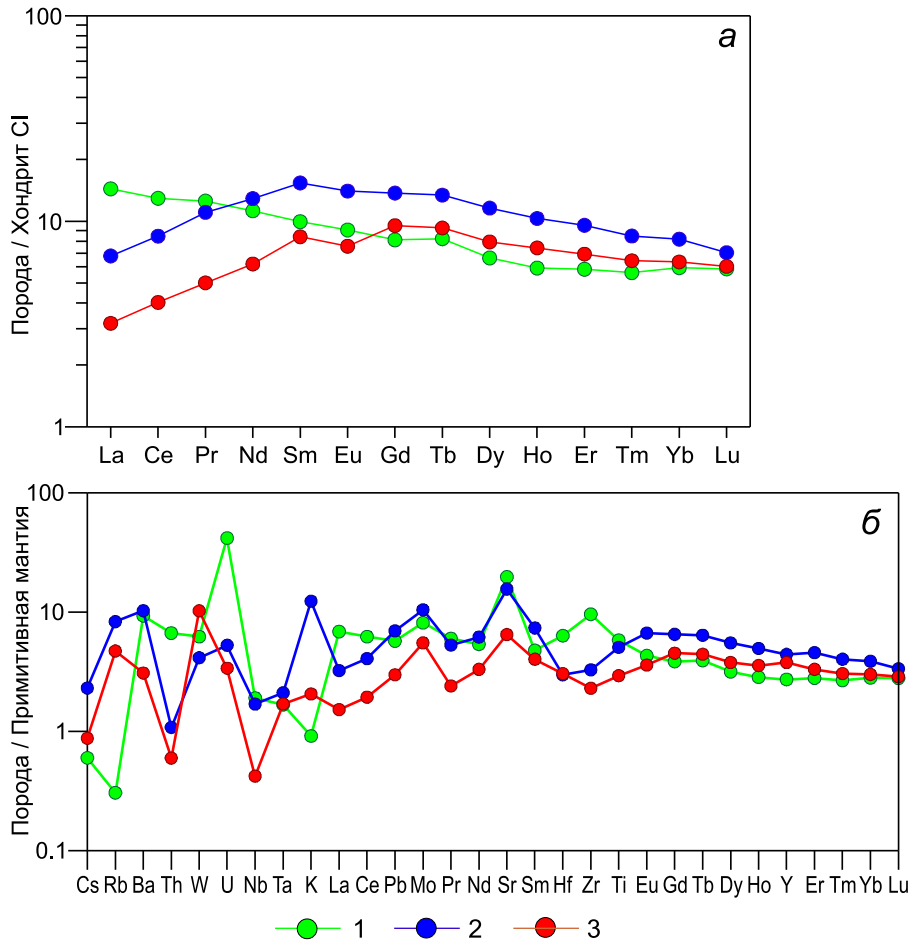 а
100
10
1
Порода / Хондрит CI
La Ce Pr Nd Sm Eu Gd Tb Dy Ho Er Tm Yb Lu
б
100
10
1
0.1
Порода / Примитивная мантия
Cs Rb Ba Th W U Nb Ta K La Ce Pb Mo Pr Nd Sr Sm Hf Zr Ti Eu Gd Tb Dy Ho Y Er Tm Yb Lu
1 2 3